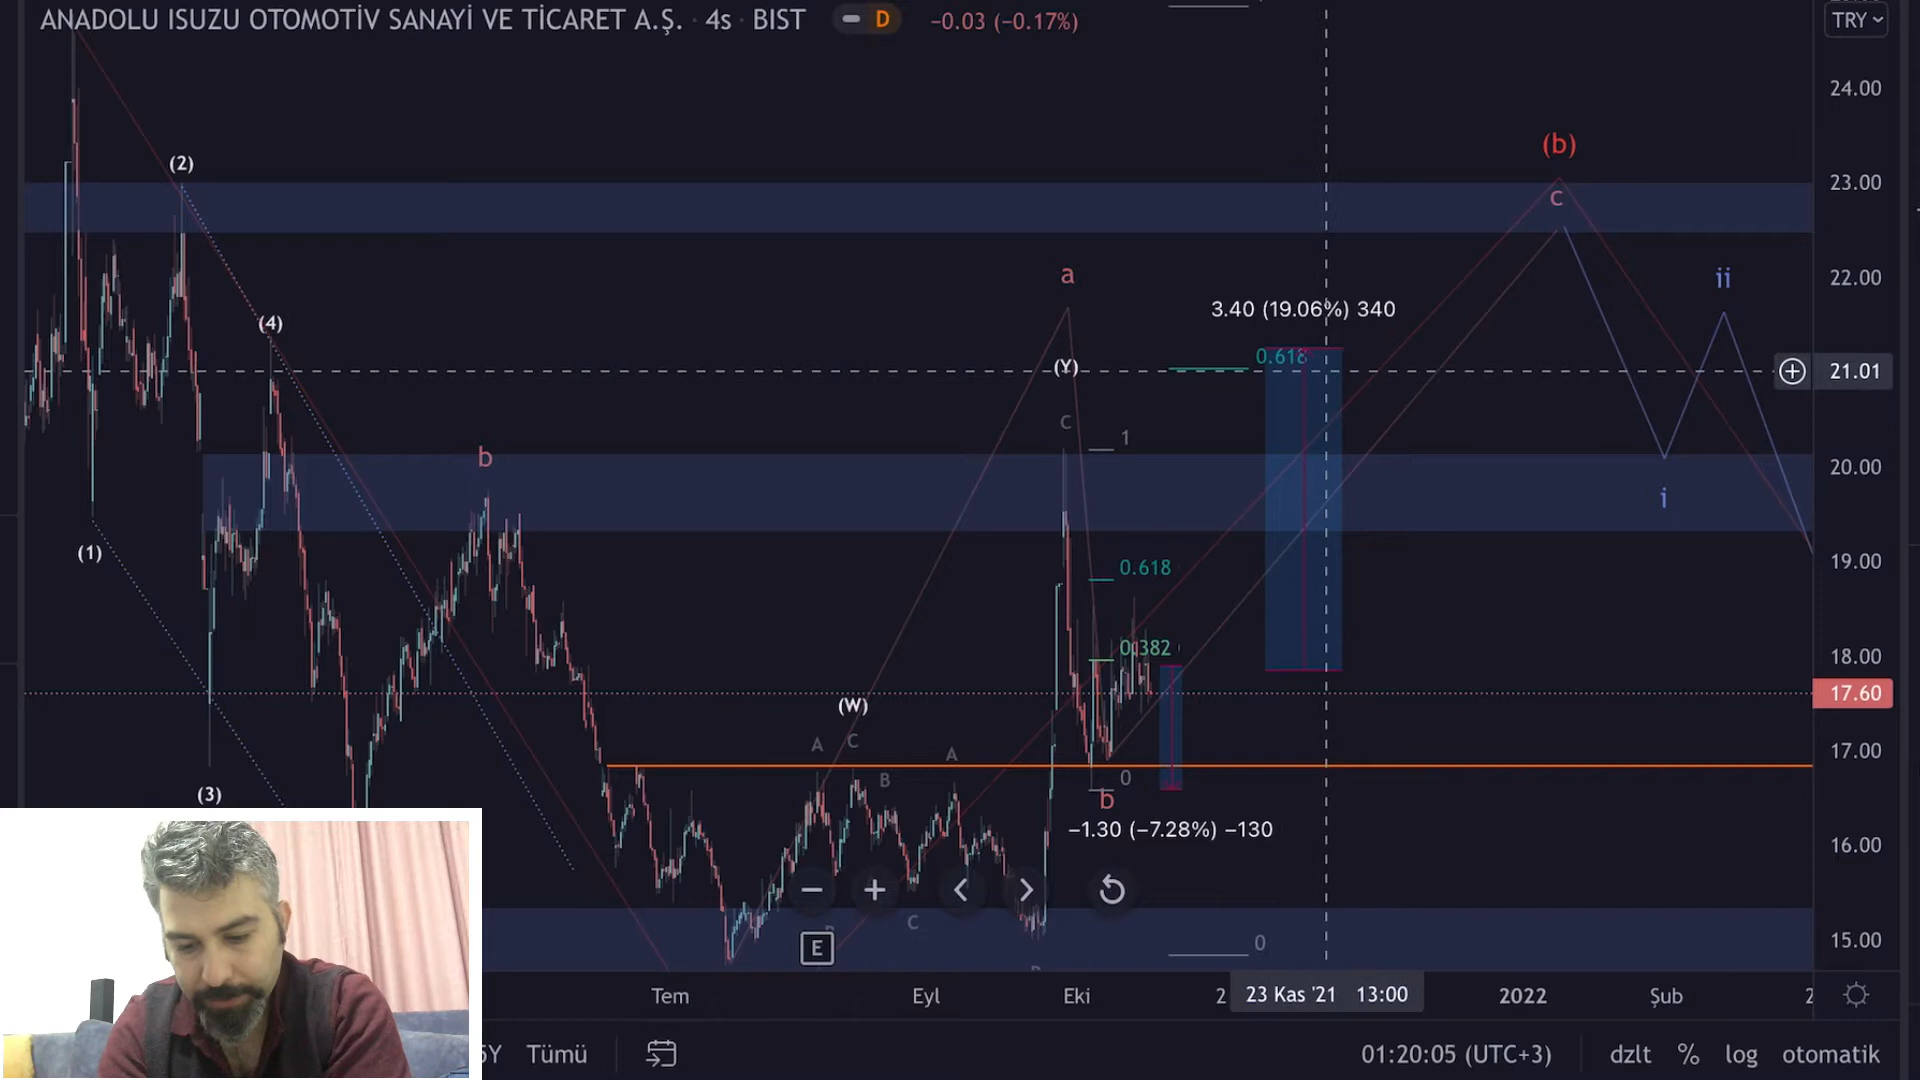 ANADOLU ISUZU OTOMOTİV SANAYİ VE TİCARET A.Ş. · 4s · BIST
D
−0.03 (−0.17%)
TRY
24.00
(2)
(b)
23.00
C
a
ii
22.00
3.40 (19.06%) 340
(4)
0.618
(Y)
21.01
C
1
b
20.00
i
(1)
0.618
19.00
0.382
18.00
17.60
(W)
A
C
A
17.00
B
0
(3)
b
−1.30 (−7.28%) −130
16.00
C
E
0
15.00
Tem
Eyl
Eki
2
23 Kas '21 13:00
2022
Şub
2
5Y
Tümü
01:20:05 (UTC+3)
dzlt
%
log
otomatik